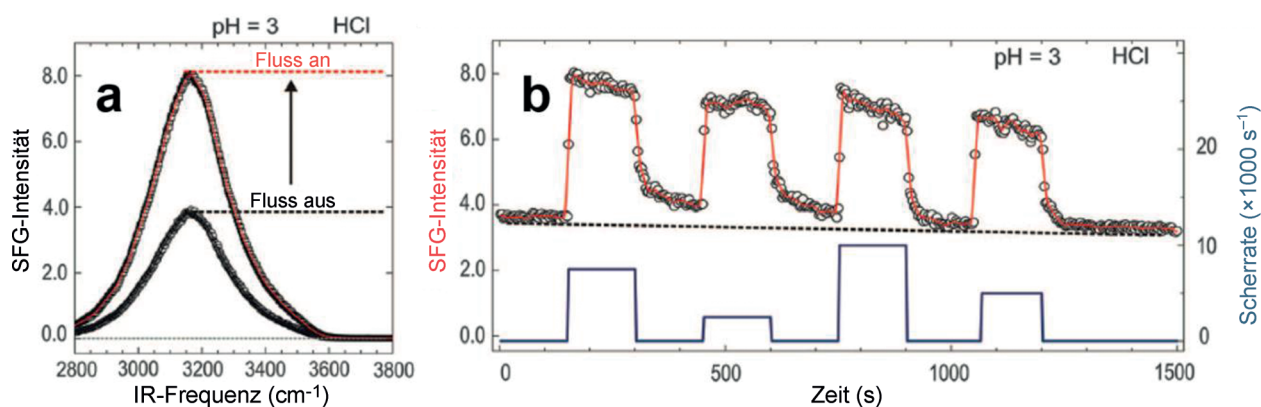 pH = 3 HCl
a
Fluss an
Fluss aus
SFG-Intensität
8.0
6.0
4.0
2.0
0.0
2800 3000 3200 3400 3600 3800
IR-Frequenz (cm⁻¹)
b
pH = 3 HCl
SFG-Intensität
8.0
6.0
4.0
2.0
0.0
20
10
0
Scherrate (×1000 s⁻¹)
0 500 1000 1500
Zeit (s)